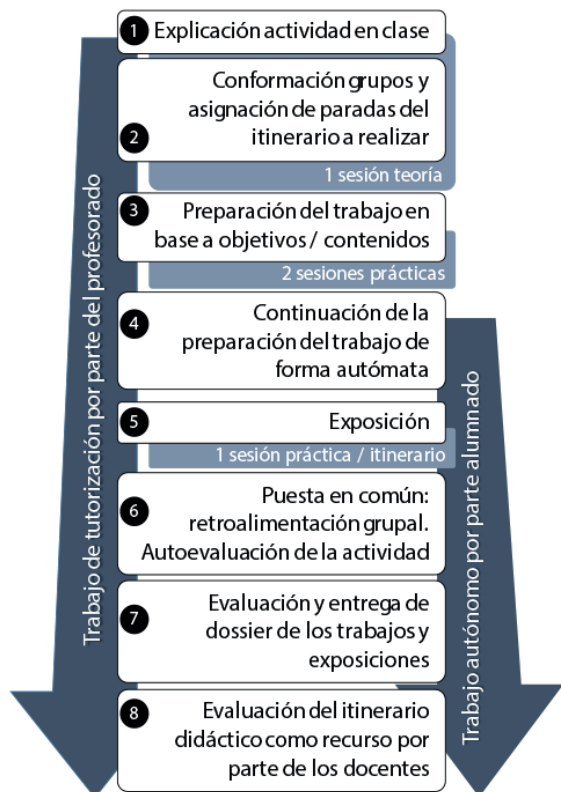 1 Explicación actividad en clase
Conformación grupos y
asignación de paradas del
2 itinerario a realizar
1 sesión teoría
3 Preparación del trabajo en
base a objetivos / contenidos
2 sesiones prácticas
4 Continuación de la
preparación del trabajo de
forma autómata
5 Exposición
1 sesión práctica / itinerario
6 Puesta en común:
retroalimentación grupal.
Autoevaluación de la actividad
7 Evaluación y entrega de
dossier de los trabajos y
exposiciones
8 Evaluación del itinerario
didáctico como recurso por
parte de los docentes
Trabajo de tutorización por parte del profesorado
Trabajo autónomo por parte alumnado